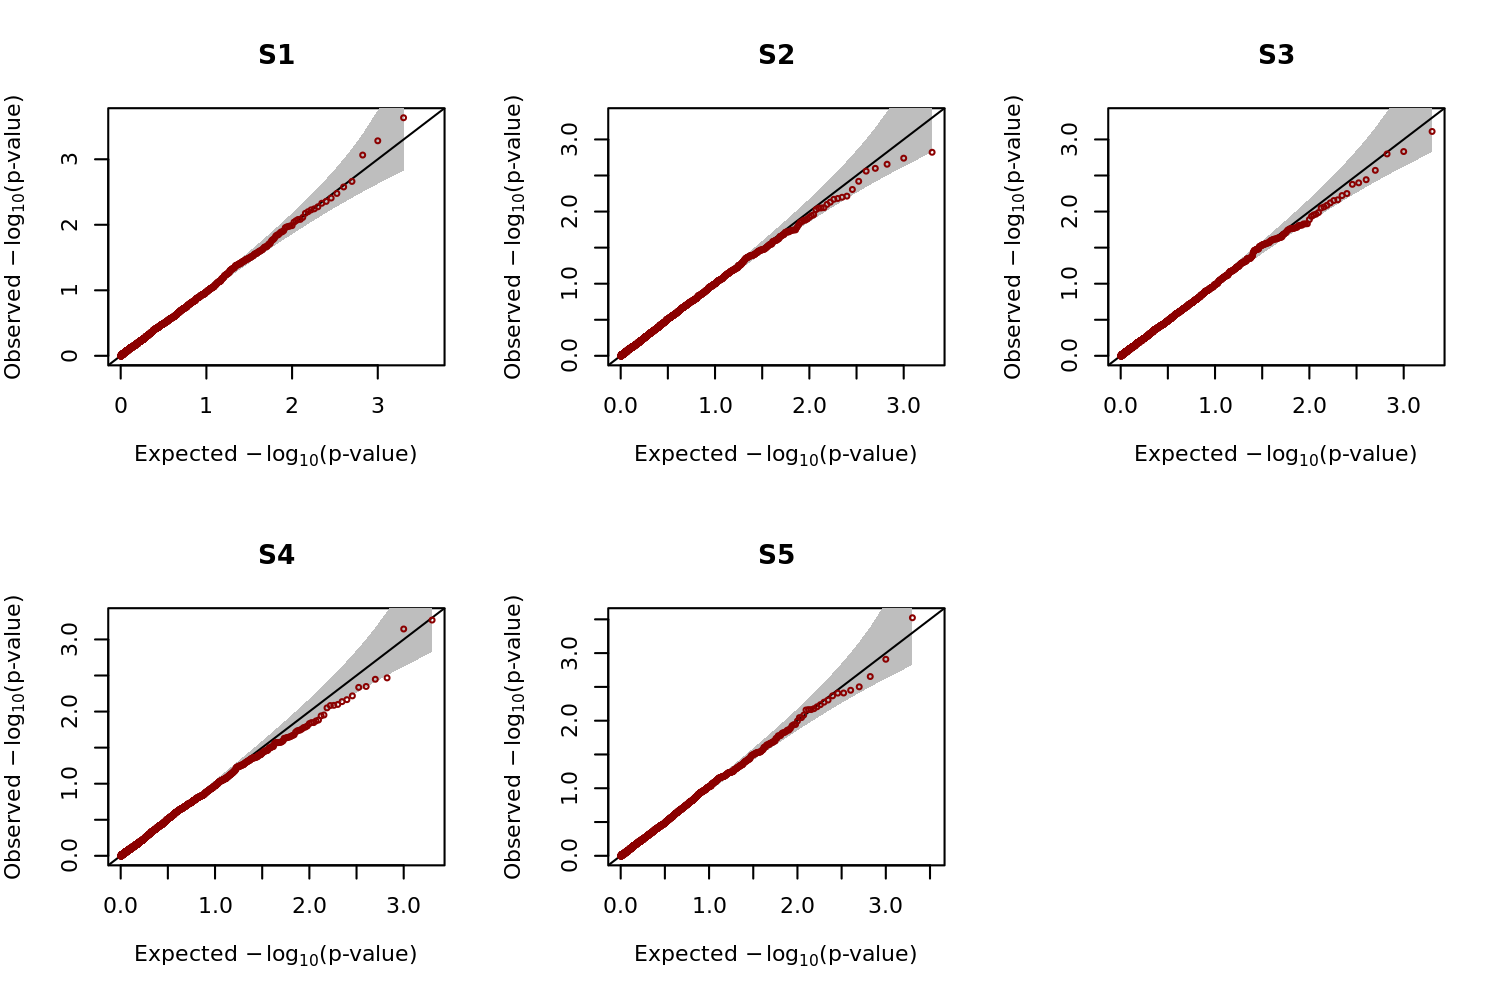 S1
Observed −log10(p-value)
3
2
1
0
0 1 2 3
Expected −log10(p-value)
S2
Observed −log10(p-value)
3.0
2.0
1.0
0.0
0.0 1.0 2.0 3.0
Expected −log10(p-value)
S3
Observed −log10(p-value)
3.0
2.0
1.0
0.0
0.0 1.0 2.0 3.0
Expected −log10(p-value)
S4
Observed −log10(p-value)
3.0
2.0
1.0
0.0
0.0 1.0 2.0 3.0
Expected −log10(p-value)
S5
Observed −log10(p-value)
3.0
2.0
1.0
0.0
0.0 1.0 2.0 3.0
Expected −log10(p-value)